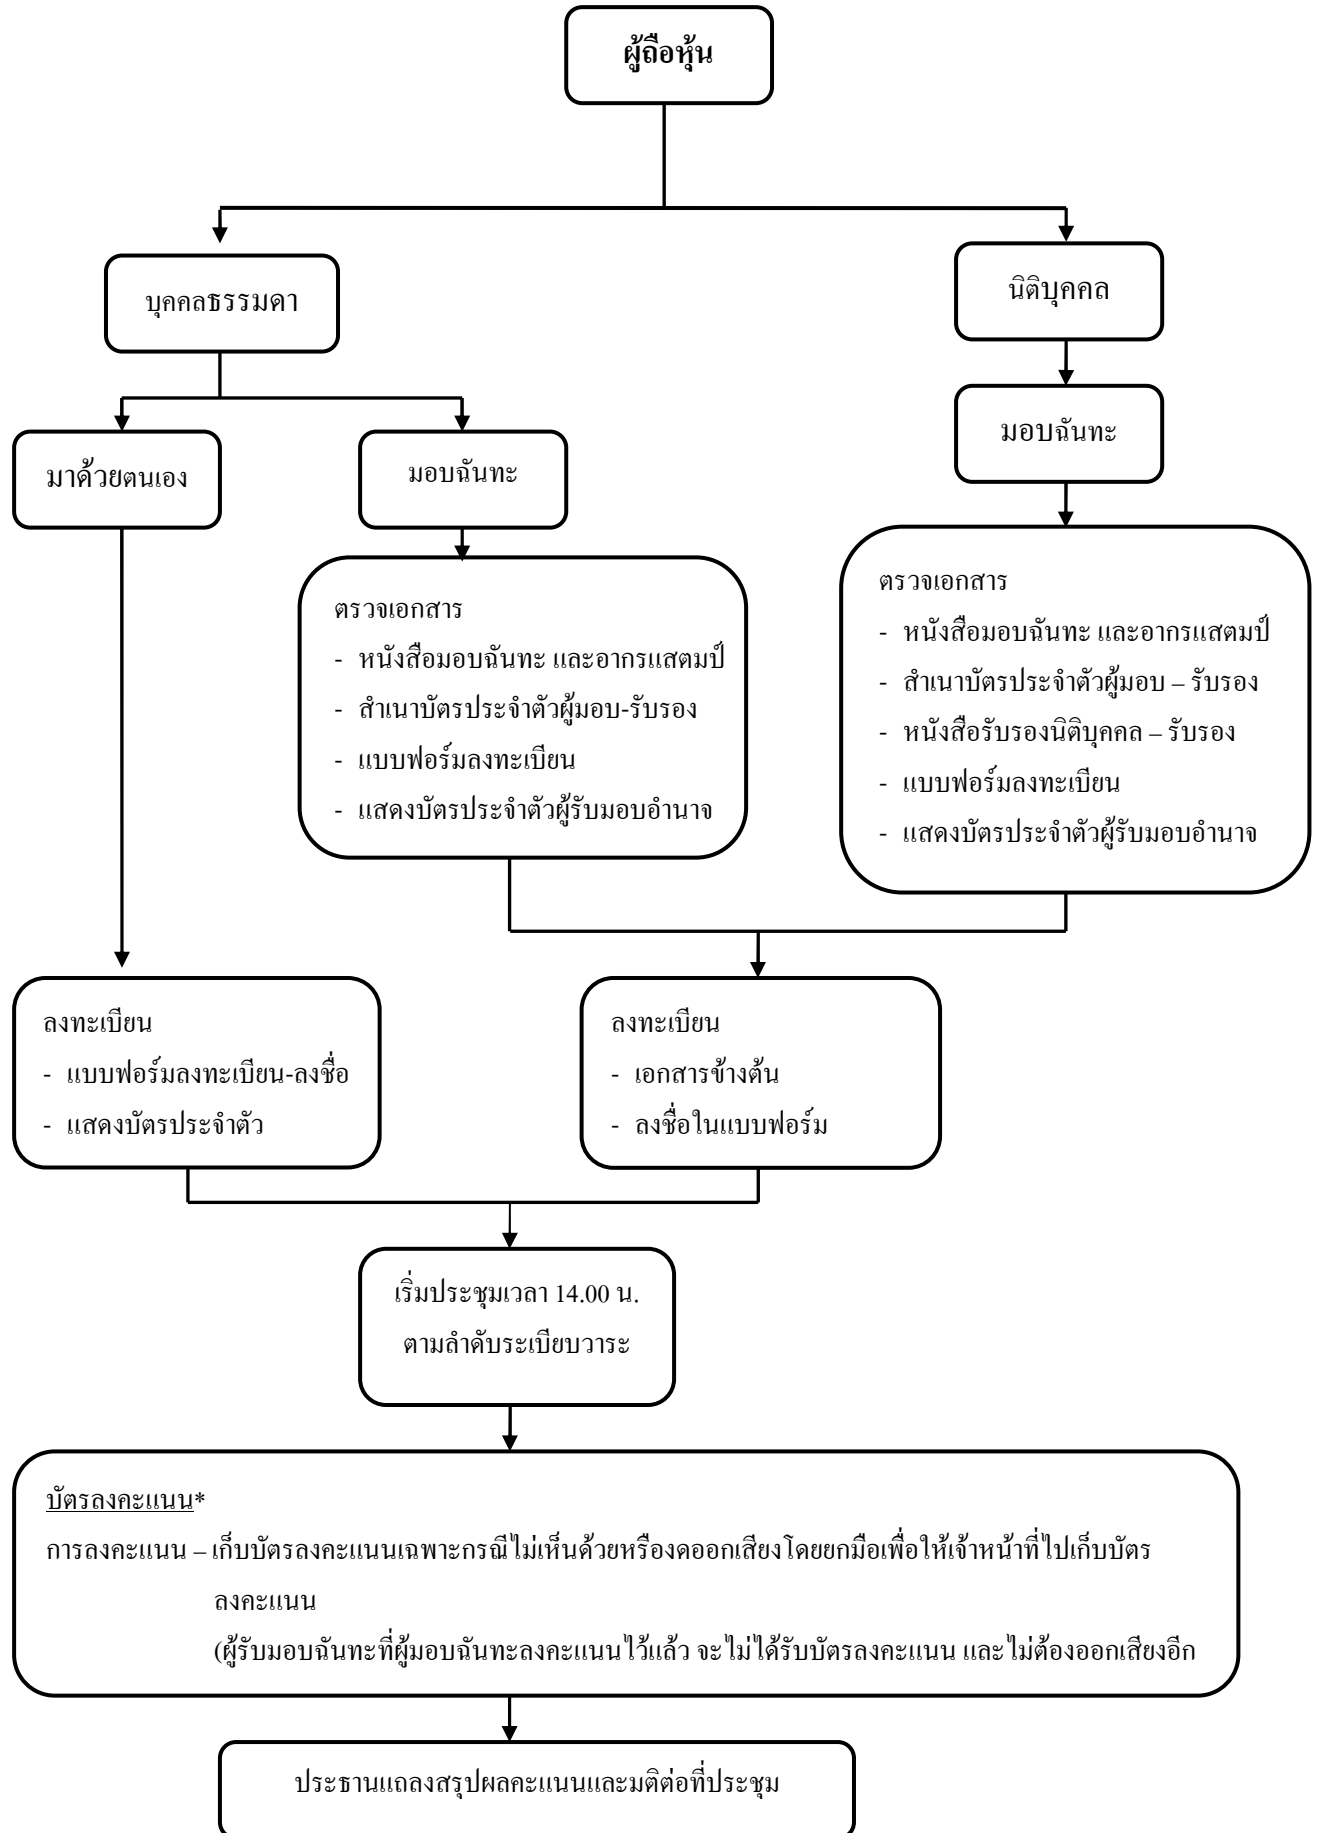 ผู้ถือหุ้น
บุคคลธรรมดา
นิติบุคคล
มาด้วยตนเอง
มอบฉันทะ
มอบฉันทะ
ตรวจเอกสาร
- หนังสือมอบฉันทะ และอากรแสตมป์
- สำเนาบัตรประจำตัวผู้มอบ-รับรอง
- แบบฟอร์มลงทะเบียน
- แสดงบัตรประจำตัวผู้รับมอบอำนาจ
ตรวจเอกสาร
- หนังสือมอบฉันทะ และอากรแสตมป์
- สำเนาบัตรประจำตัวผู้มอบ – รับรอง
- หนังสือรับรองนิติบุคคล – รับรอง
- แบบฟอร์มลงทะเบียน
- แสดงบัตรประจำตัวผู้รับมอบอำนาจ
ลงทะเบียน
- แบบฟอร์มลงทะเบียน-ลงชื่อ
- แสดงบัตรประจำตัว
ลงทะเบียน
- เอกสารข้างต้น
- ลงชื่อในแบบฟอร์ม
เริ่มประชุมเวลา 14.00 น.
ตามลำดับระเบียบวาระ
บัตรลงคะแนน*
การลงคะแนน – เก็บบัตรลงคะแนนเฉพาะกรณีไม่เห็นด้วยหรืองดออกเสียงโดยยกมือเพื่อให้เจ้าหน้าที่ไปเก็บบัตร
ลงคะแนน
(ผู้รับมอบฉันทะที่ผู้มอบฉันทะลงคะแนนไว้แล้ว จะไม่ได้รับบัตรลงคะแนน และไม่ต้องออกเสียงอีก
ประธานแถลงสรุปผลคะแนนและมติต่อที่ประชุม